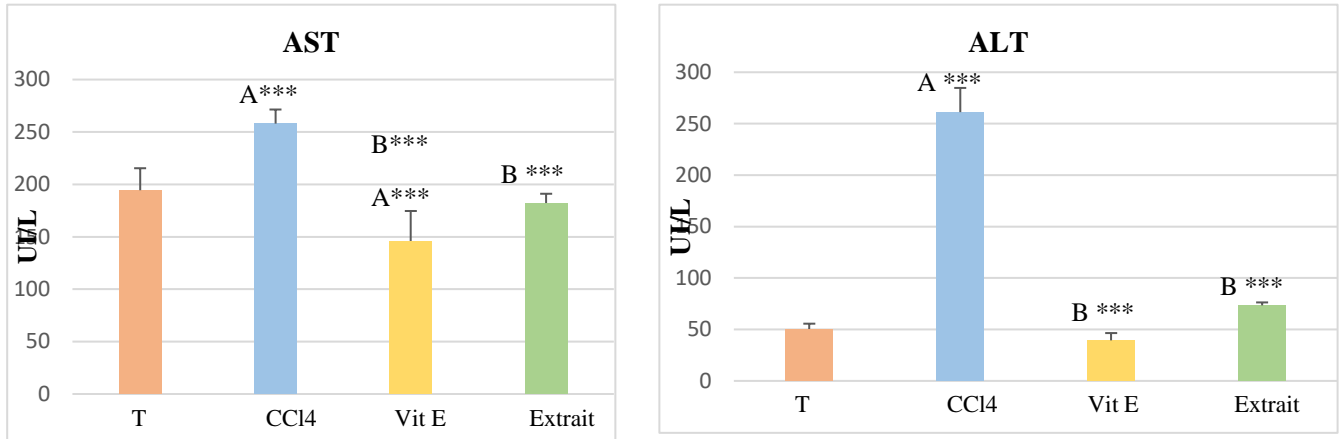 AST
300
A***
250
B***
200
B ***
A***
150
100
50
0
UI/L
T CCl4 Vit E Extrait
ALT
300
A ***
250
200
150
100
B ***
B ***
50
0
UI/L
T CCl4 Vit E Extrait